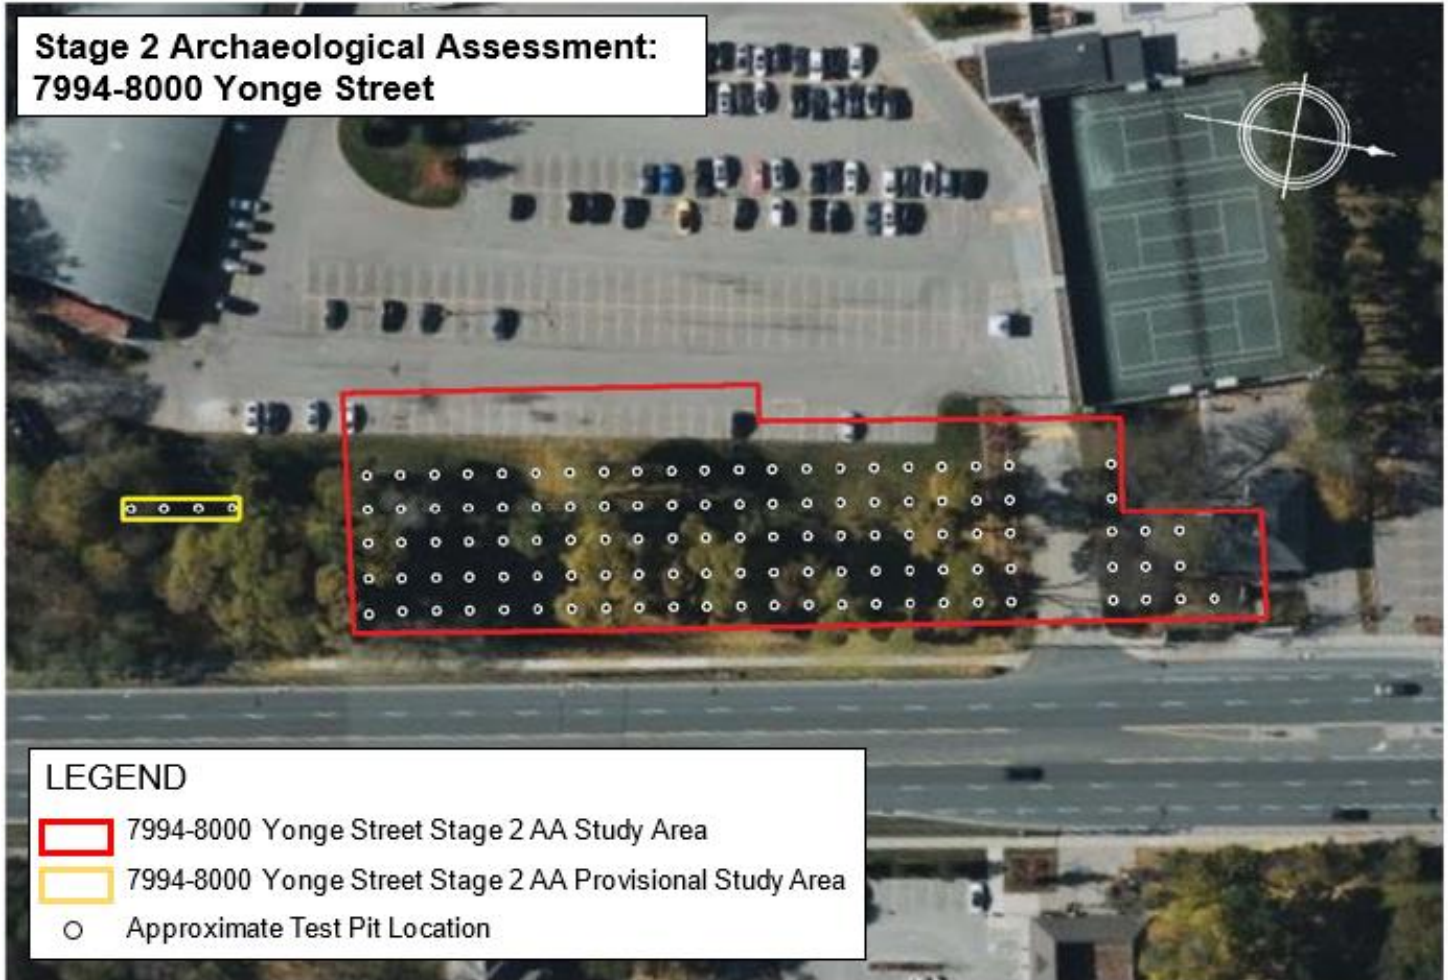 Stage 2 Archaeological Assessment:
7994-8000 Yonge Street
LEGEND
7994-8000 Yonge Street Stage 2 AA Study Area
7994-8000 Yonge Street Stage 2 AA Provisional Study Area
Approximate Test Pit Location